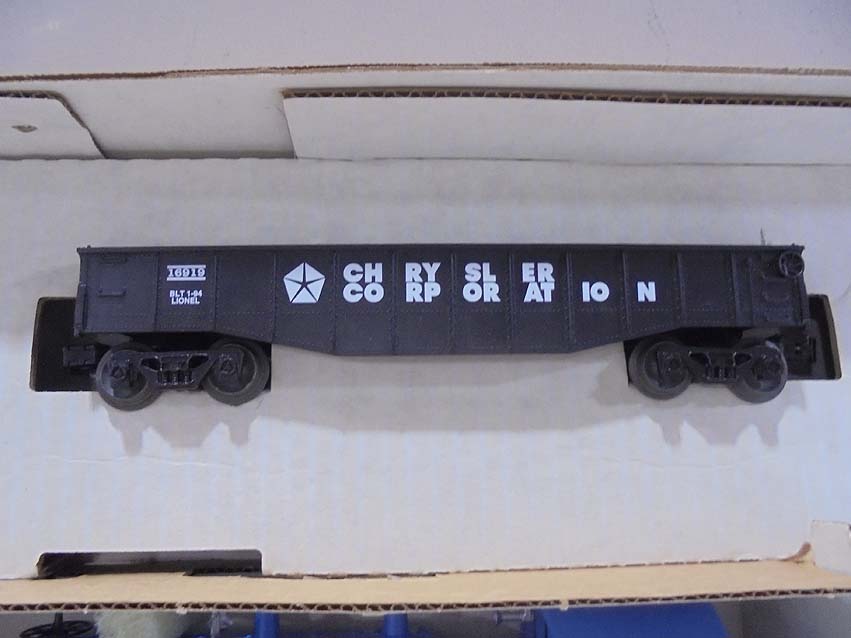 16919
BLT 1-94
LIONEL
CH RY SL ER
CO RP OR AT IO N